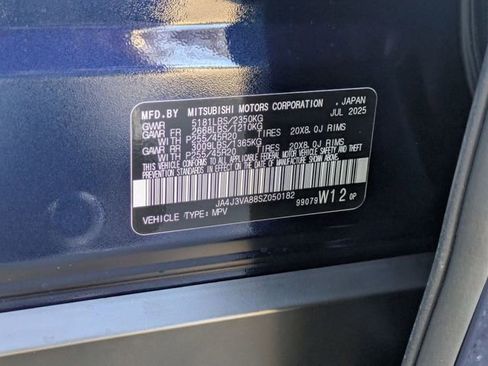 MFD.BY MITSUBISHI MOTORS CORPORATION , JAPAN
JUL 2025
GVWR 5181LBS/2350KG
GAWR FR 2668LBS/1210KG
WITH P255/45R20 TIRES, 20X8.0J RIMS
GAWR RR 3009LBS/1365KG
WITH P255/45R20 TIRES, 20X8.0J RIMS
THIS VEHICLE CONFORMS TO ALL APPLICABLE FEDERAL MOTOR VEHICLE SAFETY, BUMPER, AND THEFT
PREVENTION STANDARDS IN EFFECT ON THE DATE OF MANUFACTURE SHOWN ABOVE.
JA4J3VA88SZ050182 99079 W12 0P
VEHICLE TYPE: MPV